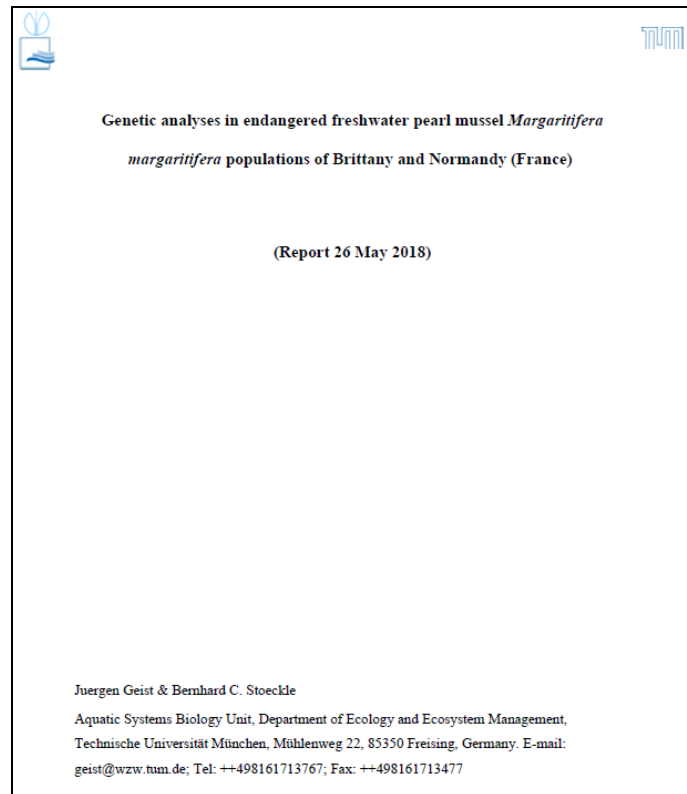 TUM
Genetic analyses in endangered freshwater pearl mussel Margaritifera
margaritifera populations of Brittany and Normandy (France)
(Report 26 May 2018)
Juergen Geist & Bernhard C. Stoeckle
Aquatic Systems Biology Unit, Department of Ecology and Ecosystem Management,
Technische Universität München, Mühlenweg 22, 85350 Freising, Germany. E-mail:
geist@wzw.tum.de; Tel: ++498161713767; Fax: ++498161713477